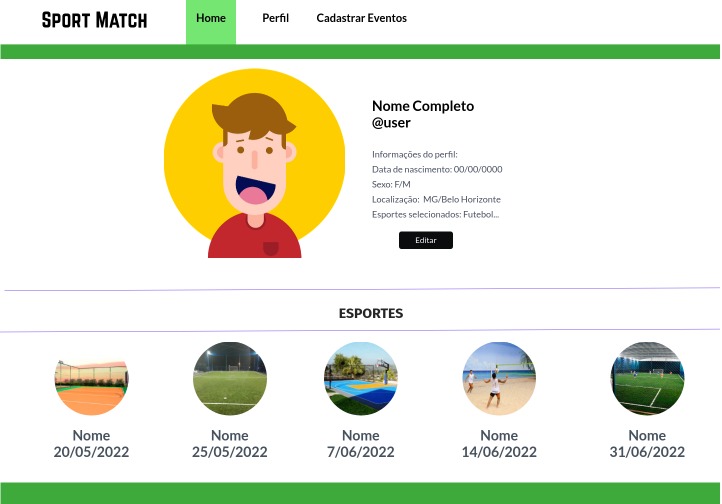 Sport Match
Home
Perfil
Cadastrar Eventos
Nome Completo
@user
Informações do perfil:
Data de nascimento: 00/00/0000
Sexo: F/M
Localização: MG/Belo Horizonte
Esportes selecionados: Futebol...
Editar
ESPORTES
Nome
20/05/2022
Nome
25/05/2022
Nome
7/06/2022
Nome
14/06/2022
Nome
31/06/2022